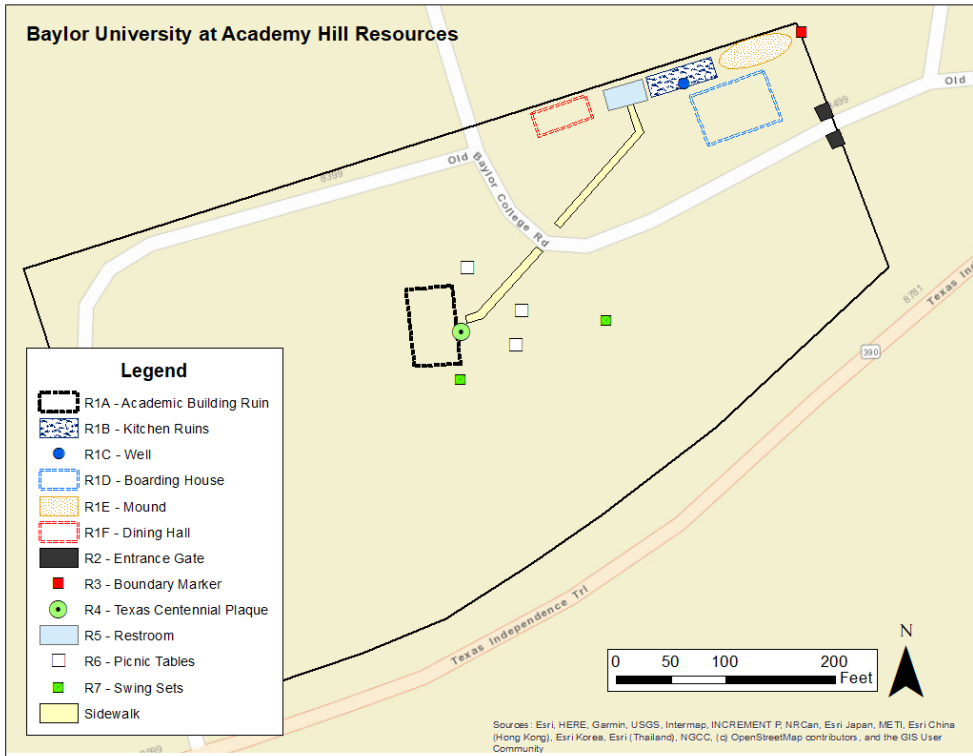 Baylor University at Academy Hill Resources
Old
8399
Old Baylor College Rd
8781
Texas Ind
390
Legend
R1A - Academic Building Ruin
R1B - Kitchen Ruins
R1C - Well
R1D - Boarding House
R1E - Mound
R1F - Dining Hall
R2 - Entrance Gate
R3 - Boundary Marker
R4 - Texas Centennial Plaque
R5 - Restroom
R6 - Picnic Tables
R7 - Swing Sets
Sidewalk
Texas Independence Trl
N
0 50 100 200
Feet
Sources: Esri, HERE, Garmin, USGS, Intermap, INCREMENT P, NRCan, Esri Japan, METI, Esri China
(Hong Kong), Esri Korea, Esri (Thailand), NGCC, (c) OpenStreetMap contributors, and the GIS User
Community